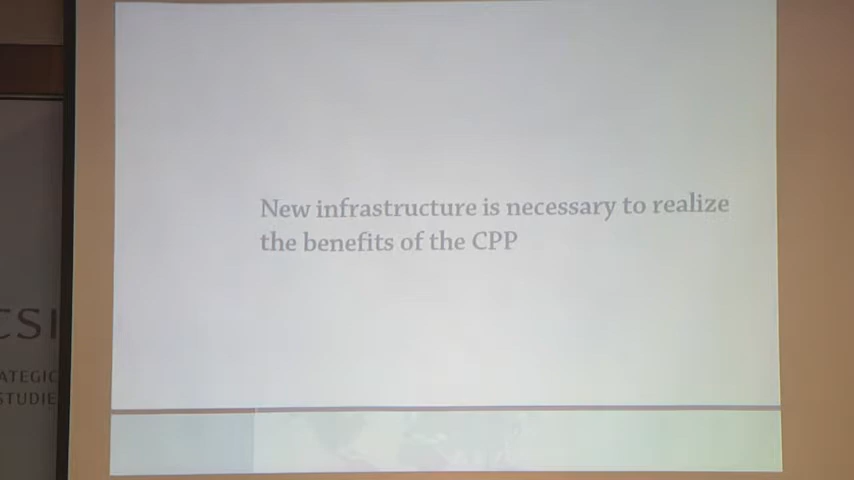 New infrastructure is necessary to realize
the benefits of the CPP
CSI
ATEGIC
STUDIE